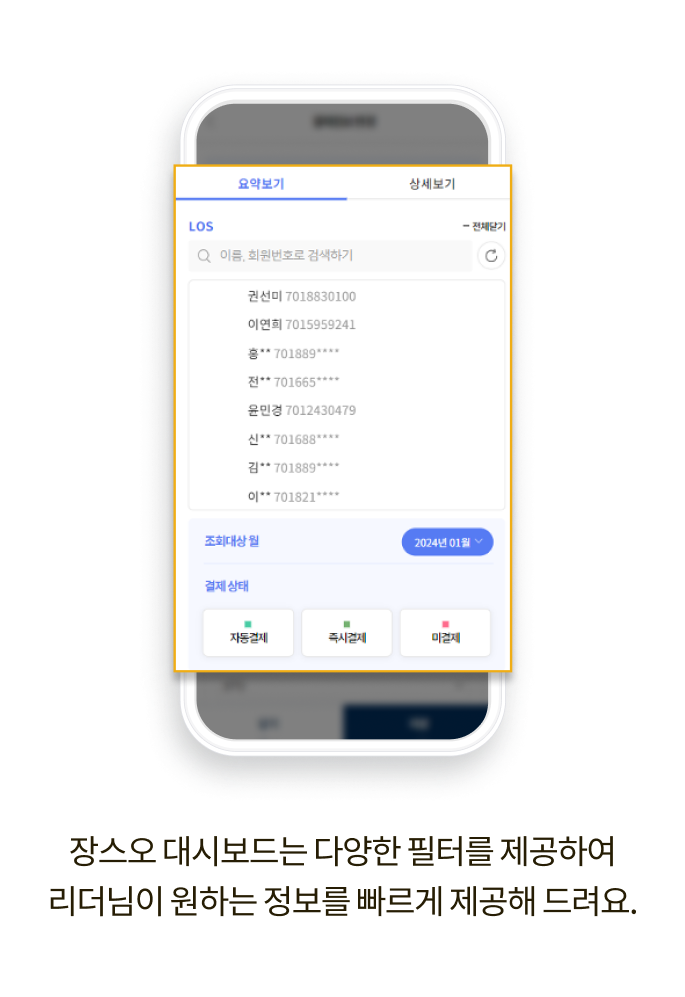 요약보기 상세보기
LOS − 전체닫기
이름, 회원번호로 검색하기
권선미 7018830100
이연희 7015959241
홍** 701889****
전** 701665****
윤민경 7012430479
신** 701688****
김** 701889****
이** 701821****
조회대상 월 2024년 01월
결제 상태
자동결제 즉시결제 미결제
장스오 대시보드는 다양한 필터를 제공하여
리더님이 원하는 정보를 빠르게 제공해 드려요.